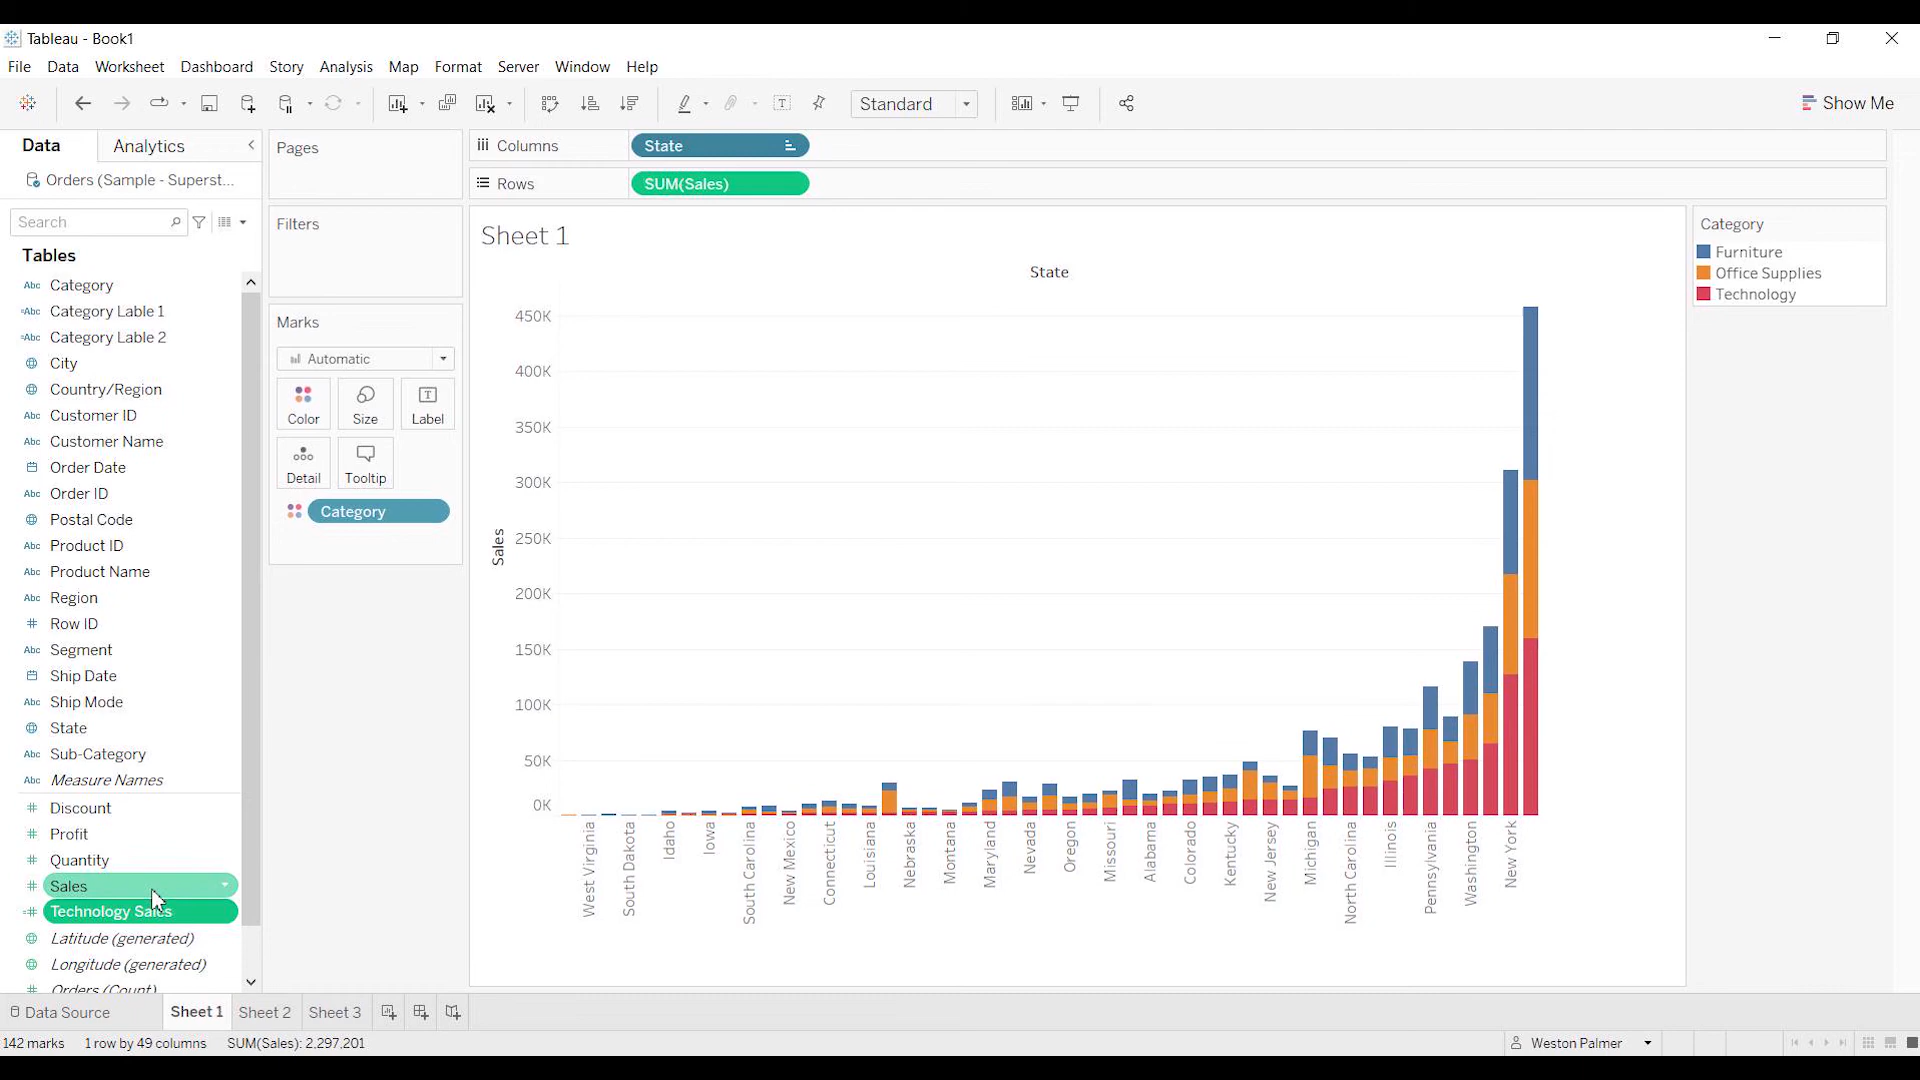 Tableau - Book1
File Data Worksheet Dashboard Story Analysis Map Format Server Window Help
Standard
Show Me
Data
Analytics
Orders (Sample - Superst...
Search
Tables
Category
Category Lable 1
Category Lable 2
City
Country/Region
Customer ID
Customer Name
Order Date
Order ID
Postal Code
Product ID
Product Name
Region
Row ID
Segment
Ship Date
Ship Mode
State
Sub-Category
Measure Names
Discount
Profit
Quantity
Sales
Technology Sales
Latitude (generated)
Longitude (generated)
Orders (Count)
Pages
Filters
Marks
Automatic
Color
Size
Label
Detail
Tooltip
Category
Columns
State
Rows
SUM(Sales)
Sheet 1
State
Sales
450K
400K
350K
300K
250K
200K
150K
100K
50K
0K
West Virginia
South Dakota
Idaho
Iowa
South Carolina
New Mexico
Connecticut
Louisiana
Nebraska
Montana
Maryland
Nevada
Oregon
Missouri
Alabama
Colorado
Kentucky
New Jersey
Michigan
North Carolina
Illinois
Pennsylvania
Washington
New York
Category
Furniture
Office Supplies
Technology
Data Source
Sheet 1
Sheet 2
Sheet 3
142 marks
1 row by 49 columns
SUM(Sales): 2,297,201
Weston Palmer